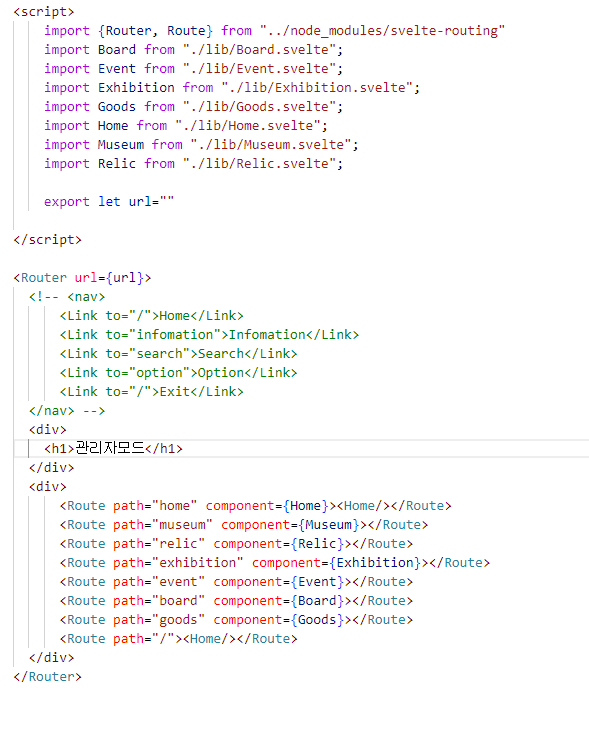 <script>
import {Router, Route} from "../node_modules/svelte-routing"
import Board from "./lib/Board.svelte";
import Event from "./lib/Event.svelte";
import Exhibition from "./lib/Exhibition.svelte";
import Goods from "./lib/Goods.svelte";
import Home from "./lib/Home.svelte";
import Museum from "./lib/Museum.svelte";
import Relic from "./lib/Relic.svelte";
export let url=""
</script>
<Router url={url}>
<!-- <nav>
<Link to="/">Home</Link>
<Link to="infomation">Infomation</Link>
<Link to="search">Search</Link>
<Link to="option">Option</Link>
<Link to="/">Exit</Link>
</nav> -->
<div>
<h1>관리자모드</h1>
</div>
<div>
<Route path="home" component={Home}><Home/></Route>
<Route path="museum" component={Museum}></Route>
<Route path="relic" component={Relic}></Route>
<Route path="exhibition" component={Exhibition}></Route>
<Route path="event" component={Event}></Route>
<Route path="board" component={Board}></Route>
<Route path="goods" component={Goods}></Route>
<Route path="/"><Home/></Route>
</div>
</Router>